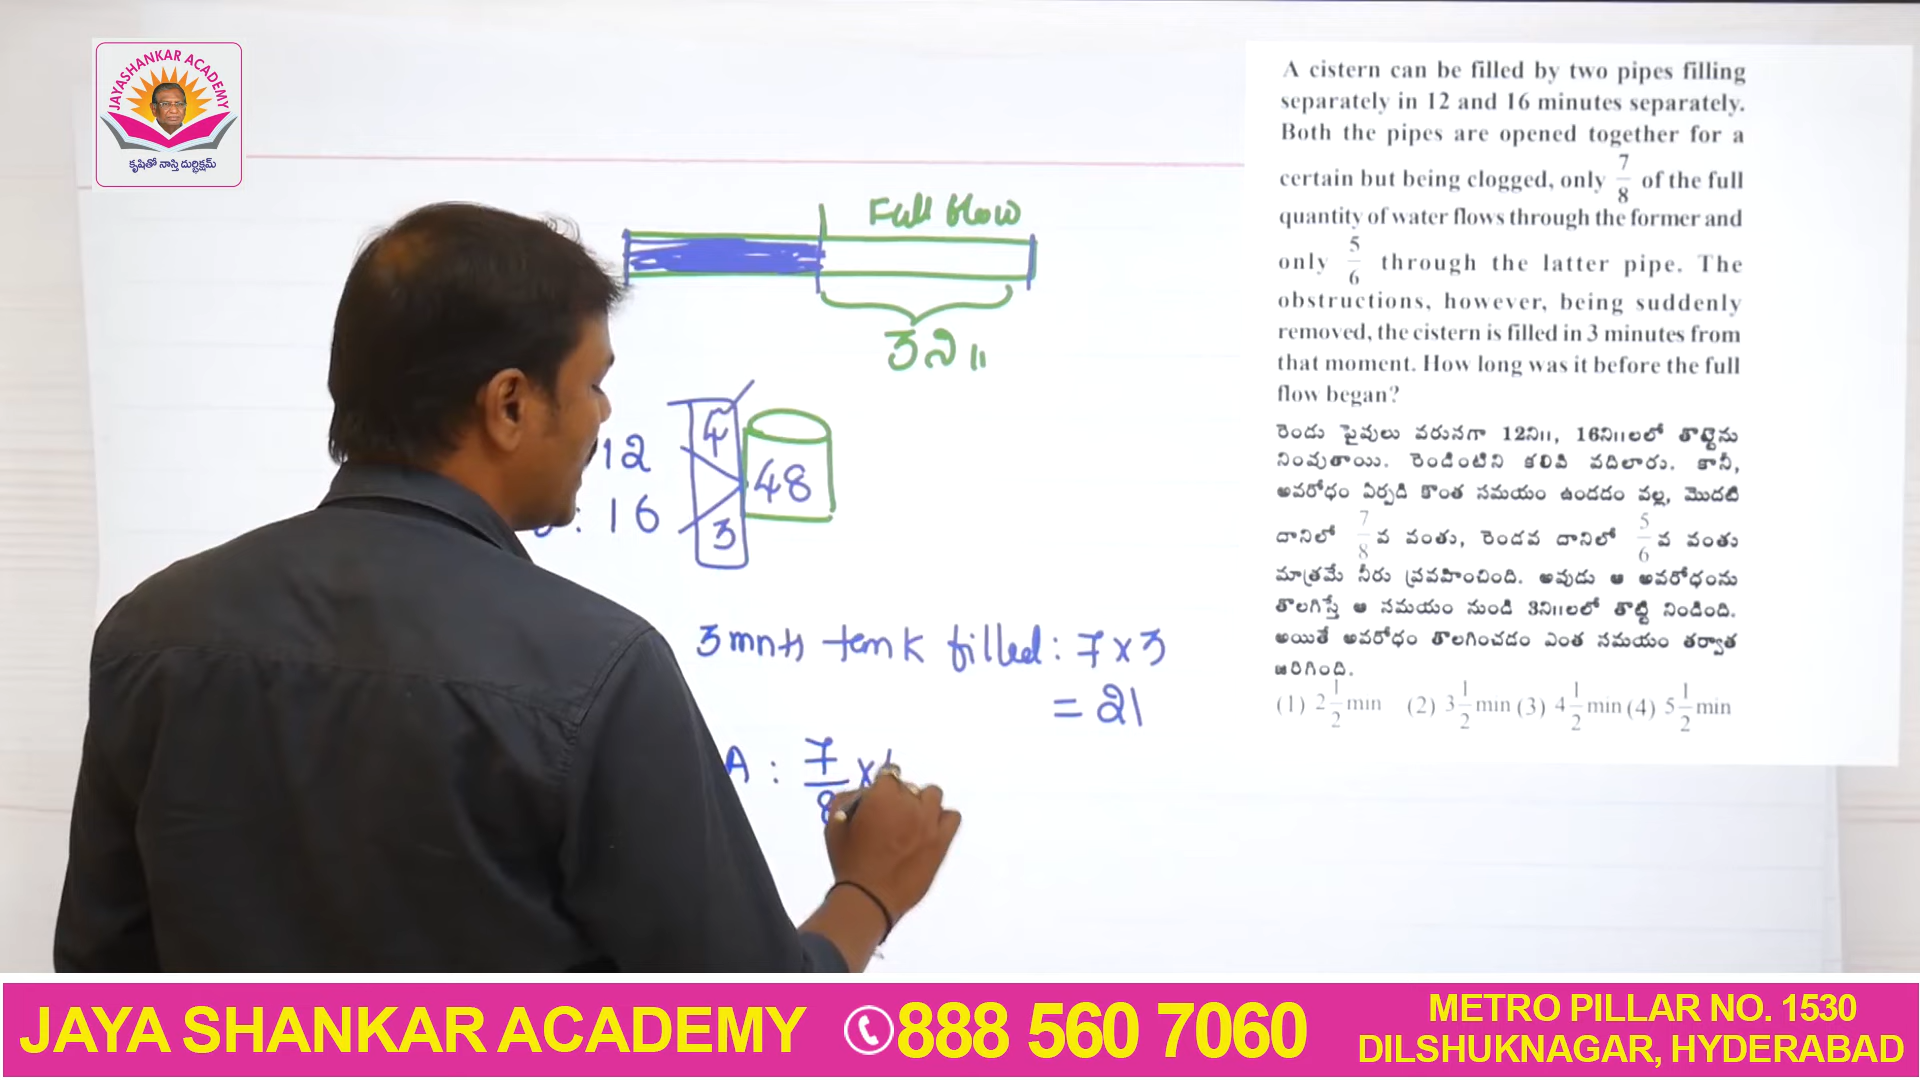 JAYASHANKAR ACADEMY
కృషితో నాస్తి దుర్భిక్షమ్
Full flow
3ని॥
12
4
48
: 16
3
3 mnts tank filled: 7 x 3
= 21
A : 7/8 x
A cistern can be filled by two pipes filling
separately in 12 and 16 minutes separately.
Both the pipes are opened together for a
certain but being clogged, only 7/8 of the full
quantity of water flows through the former and
only 5/6 through the latter pipe. The
obstructions, however, being suddenly
removed, the cistern is filled in 3 minutes from
that moment. How long was it before the full
flow began?
రెండు పైపులు వరుసగా 12ని॥, 16ని॥లలో తొట్టెను
నింపుతాయి. రెండింటిని కలిపి వదిలారు. కానీ,
అవరోధం ఏర్పడి కొంత సమయం ఉండడం వల్ల, మొదటి
దానిలో 7/8 వ వంతు, రెండవ దానిలో 5/6 వ వంతు
మాత్రమే నీరు ప్రవహించింది. అపుడు ఆ అవరోధంను
తొలగిస్తే ఆ సమయం నుండి 3ని॥లలో తొట్టి నిండింది.
అయితే అవరోధం తొలగించడం ఎంత సమయం తర్వాత
జరిగింది.
(1) 2 1/2 min (2) 3 1/2 min (3) 4 1/2 min (4) 5 1/2 min
JAYA SHANKAR ACADEMY
888 560 7060
METRO PILLAR NO. 1530
DILSHUKNAGAR, HYDERABAD